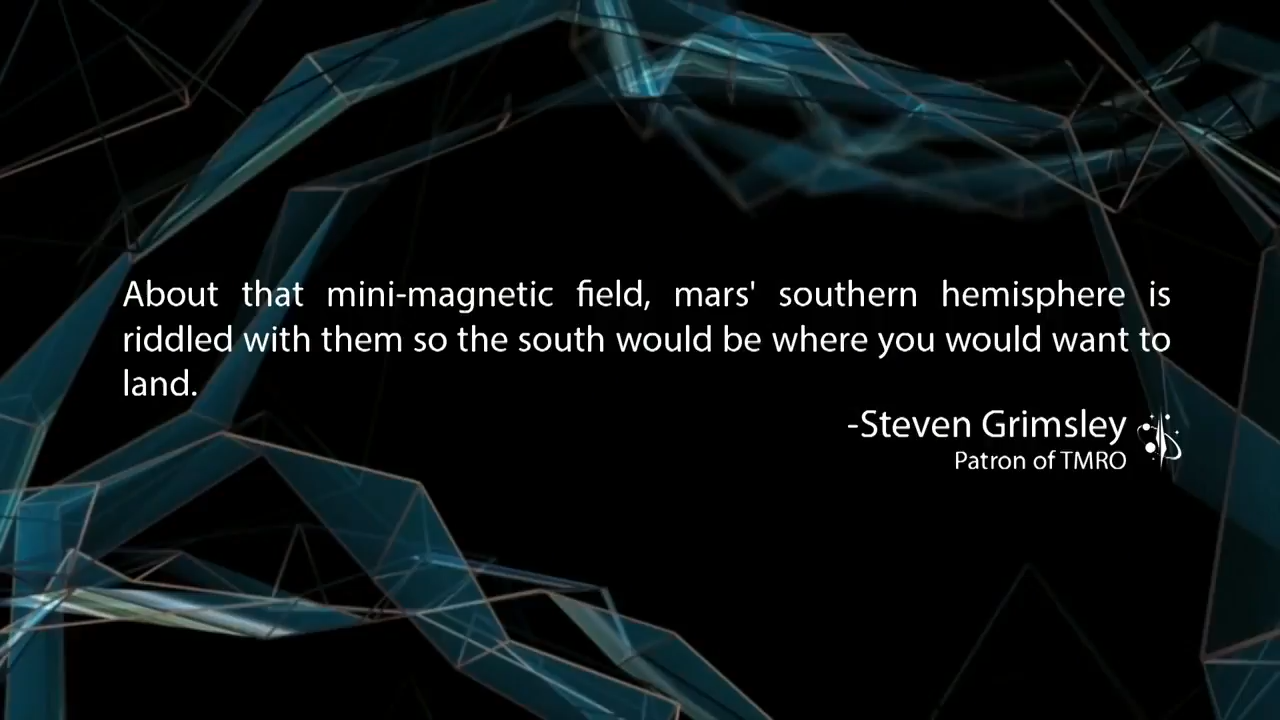 About that mini-magnetic field, mars' southern hemisphere is
riddled with them so the south would be where you would want to
land.
-Steven Grimsley
Patron of TMRO